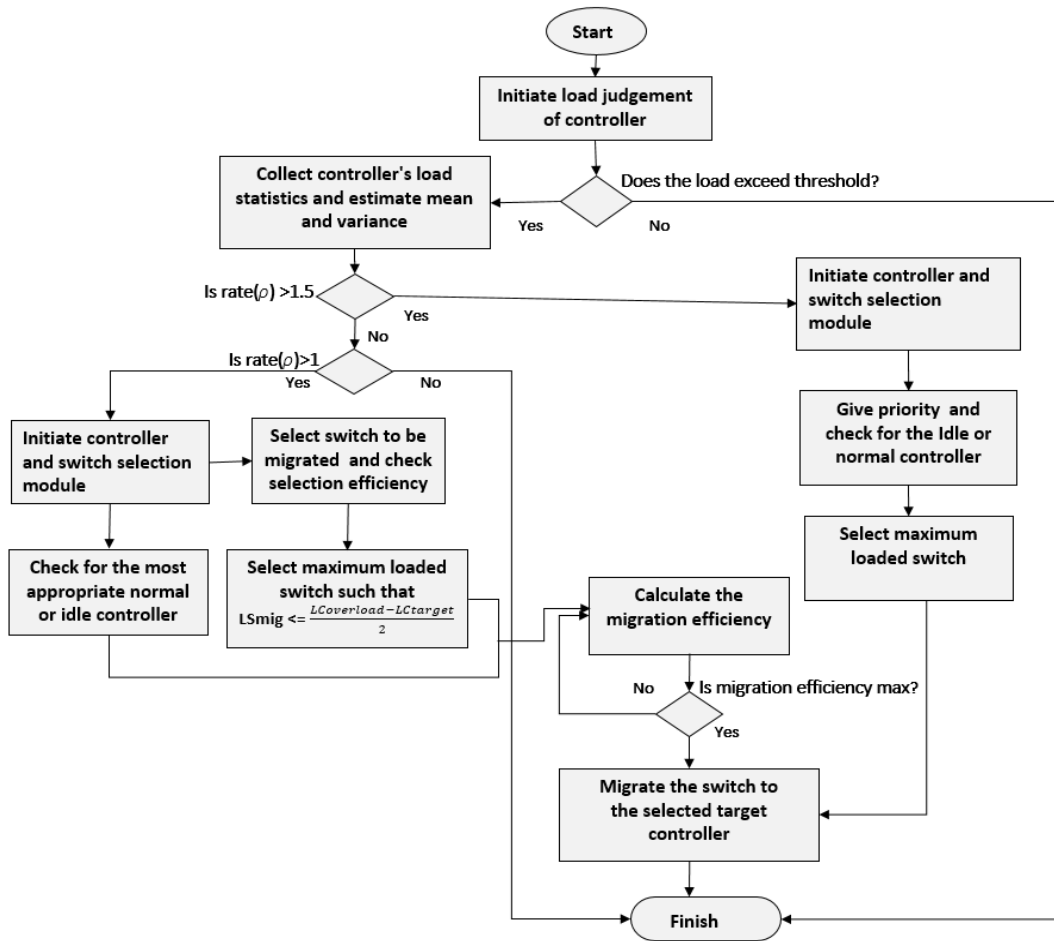 Start
Initiate load judgement
of controller
Does the load exceed threshold?
Yes
No
Collect controller's load
statistics and estimate mean
and variance
Is rate(ρ) >1.5
Yes
No
Initiate controller and
switch selection
module
Is rate(ρ)>1
Yes
No
Give priority and
check for the Idle or
normal controller
Initiate controller
and switch selection
module
Select switch to be
migrated and check
selection efficiency
Select maximum
loaded switch
Check for the most
appropriate normal
or idle controller
Select maximum loaded
switch such that
LSmig <= LCoverload−LCtarget
2
Calculate the
migration efficiency
No
Is migration efficiency max?
Yes
Migrate the switch to
the selected target
controller
Finish